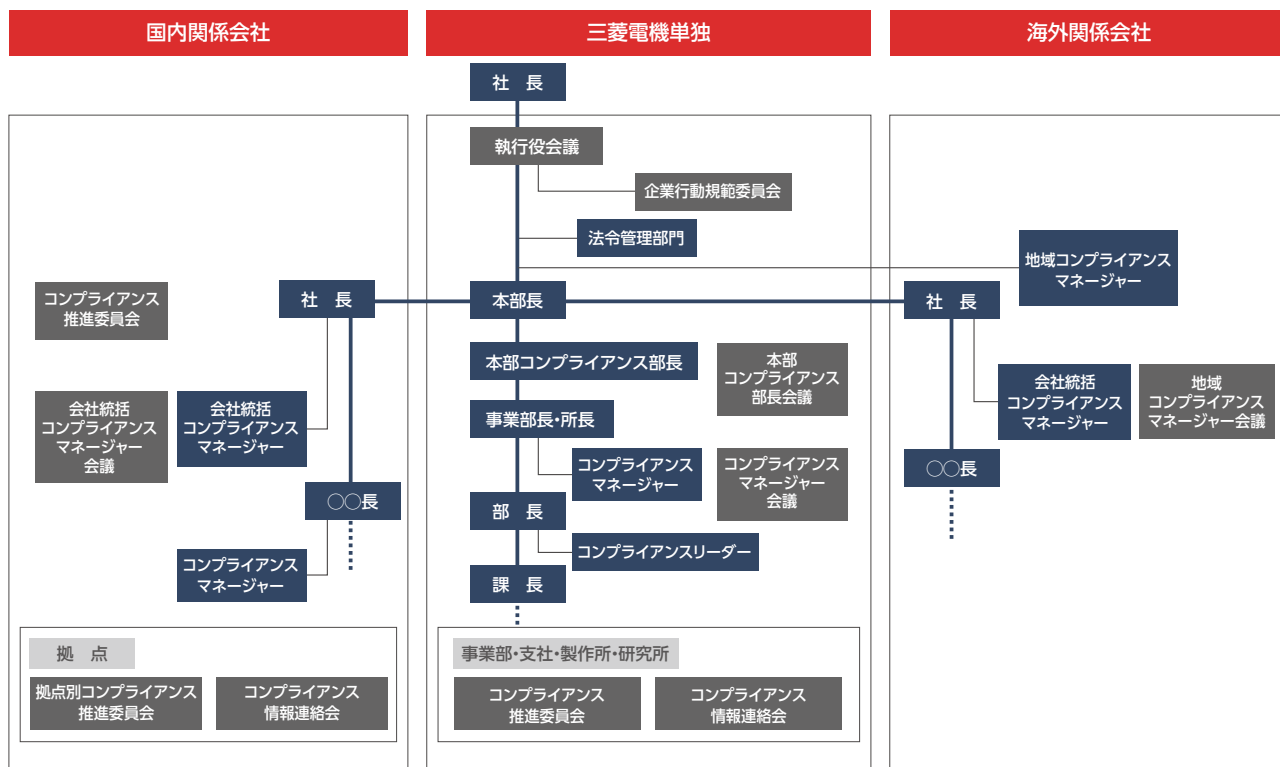 国内関係会社
三菱電機単独
海外関係会社
社 長
執行役会議
企業行動規範委員会
法令管理部門
地域コンプライアンス
マネージャー
コンプライアンス
推進委員会
社 長
本部長
社 長
本部コンプライアンス部長
本部
コンプライアンス
部長会議
会社統括
コンプライアンス
マネージャー
会議
会社統括
コンプライアンス
マネージャー
事業部長・所長
会社統括
コンプライアンス
マネージャー
地域
コンプライアンス
マネージャー会議
コンプライアンス
マネージャー
コンプライアンス
マネージャー
会議
○○長
○○長
部 長
コンプライアンス
マネージャー
コンプライアンスリーダー
課 長
拠 点
拠点別コンプライアンス
推進委員会
コンプライアンス
情報連絡会
事業部・支社・製作所・研究所
コンプライアンス
推進委員会
コンプライアンス
情報連絡会